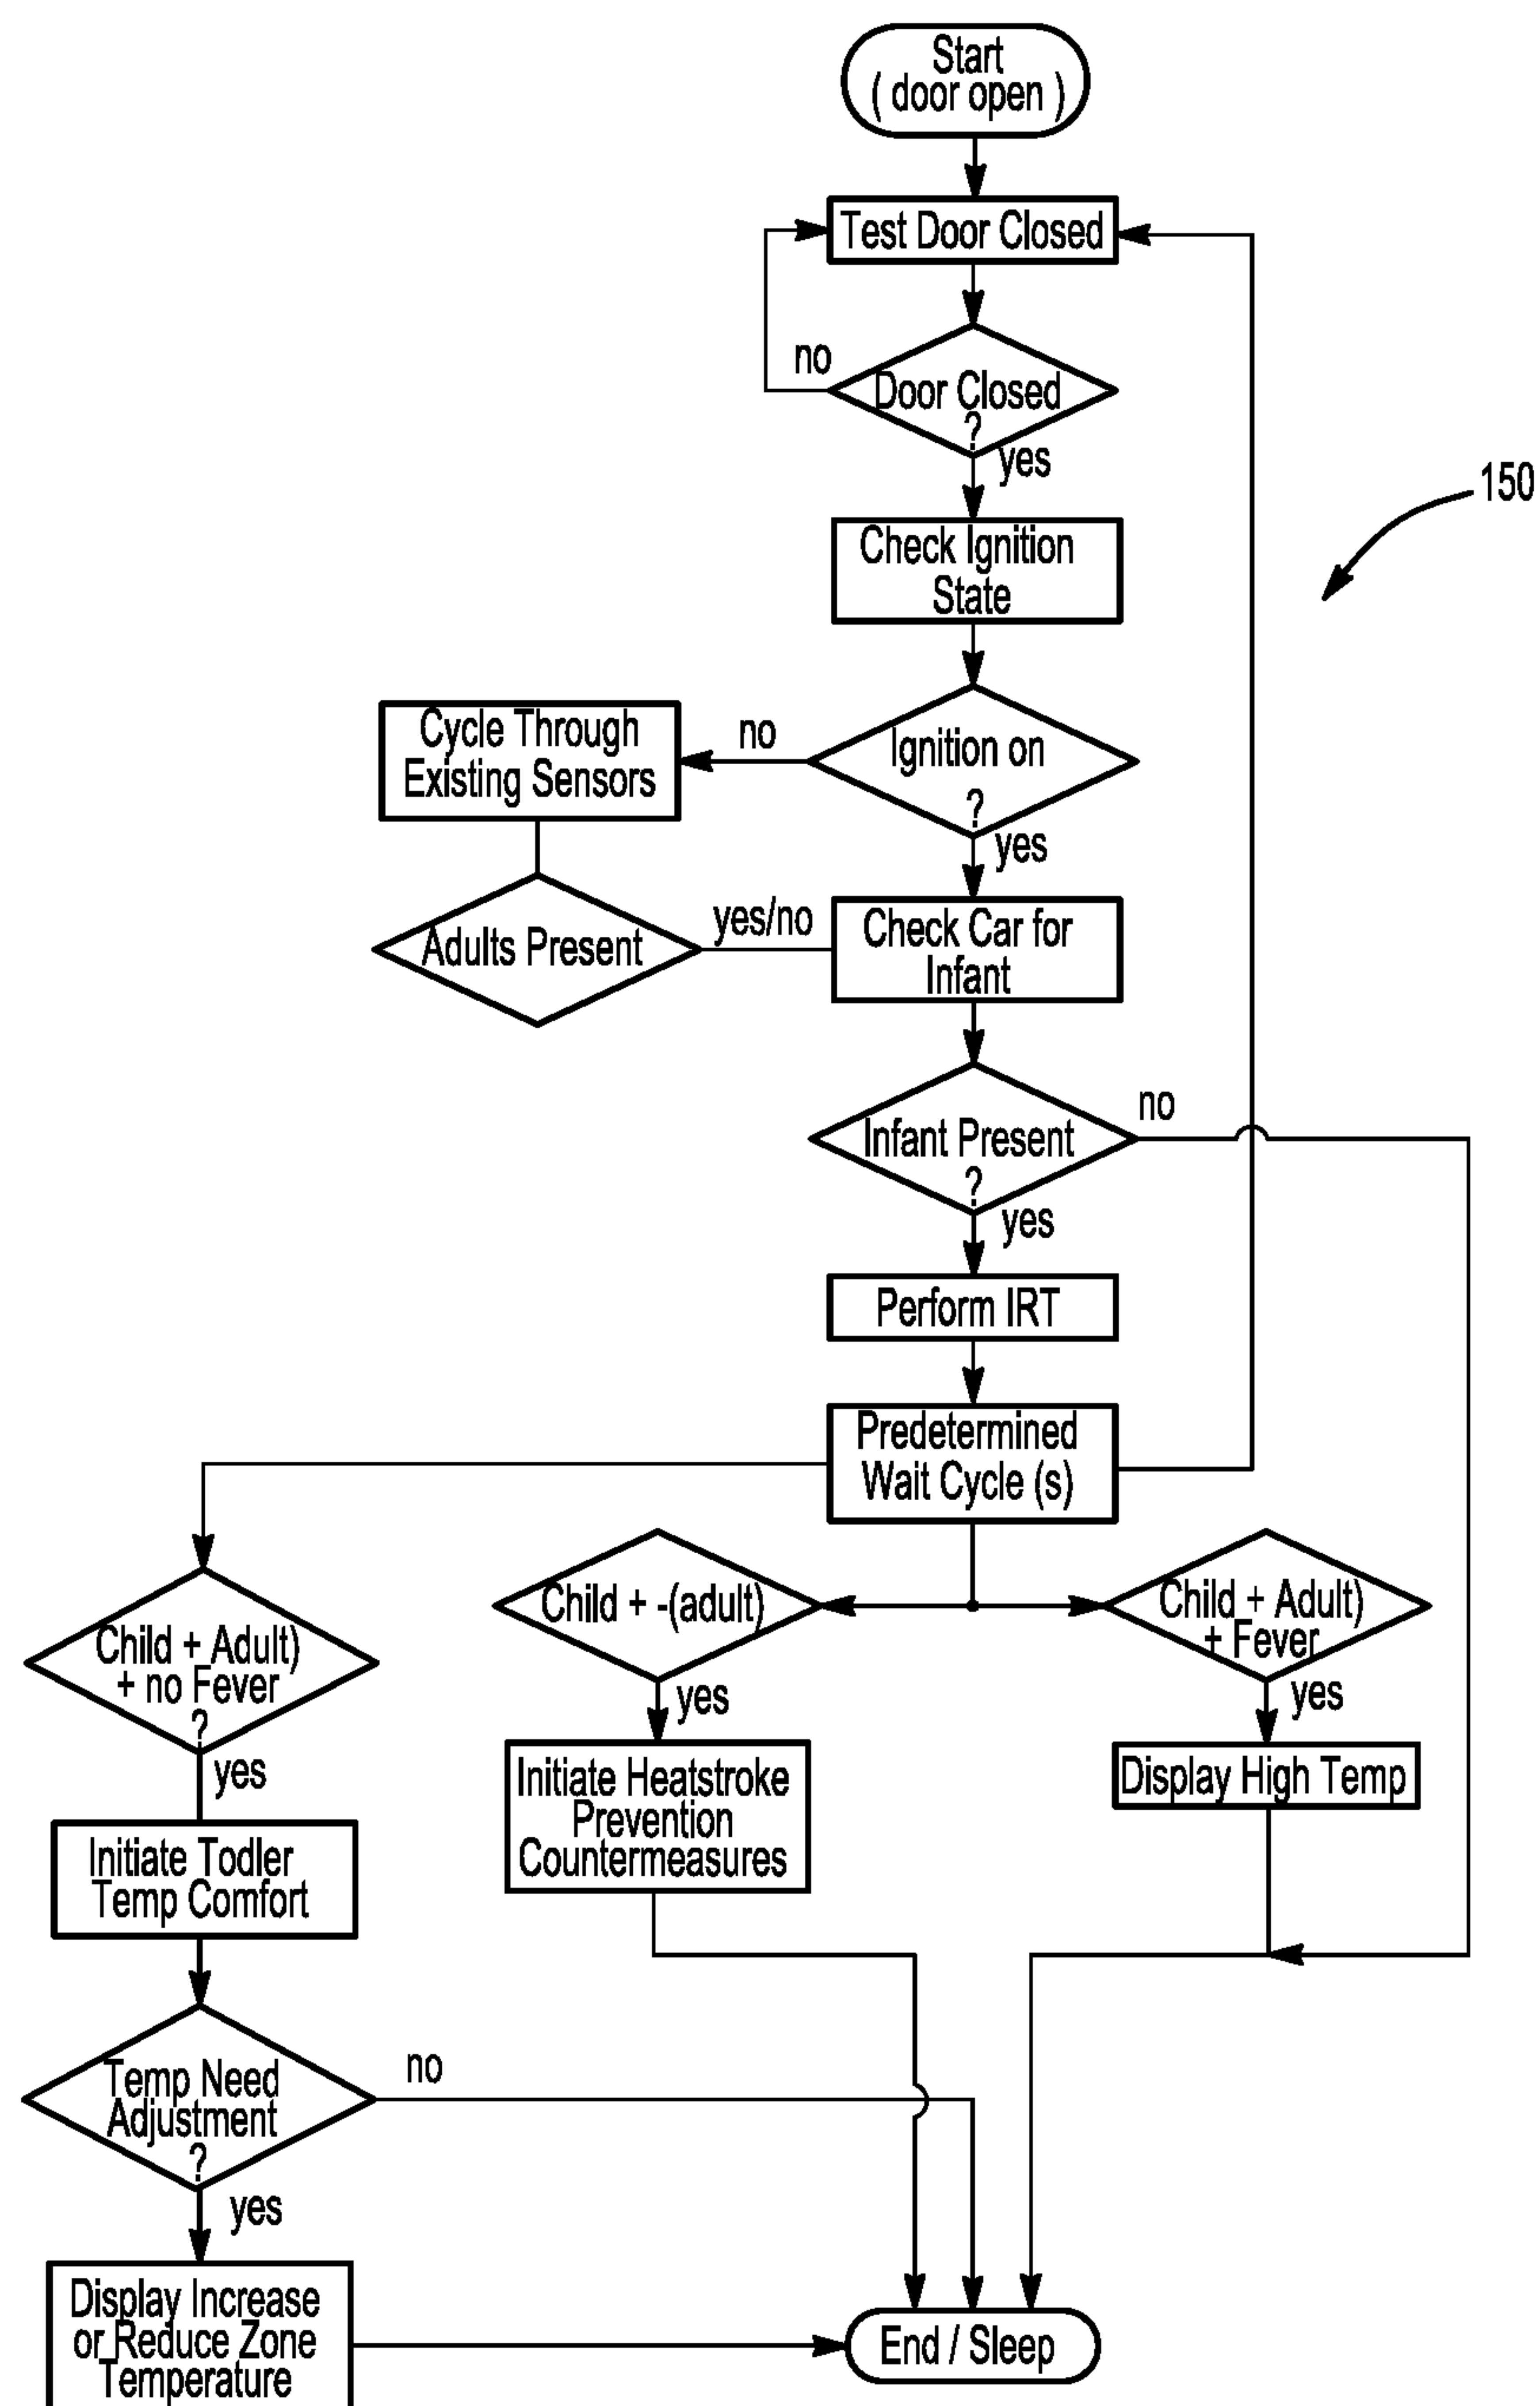 Start
( door open )
Test Door Closed
no
Door Closed
?
yes
150
Check Ignition
State
Cycle Through
Existing Sensors
no
Ignition on
?
yes
Adults Present
yes/no
Check Car for
Infant
no
Infant Present
?
yes
Perform IRT
Predetermined
Wait Cycle (s)
Child + Adult)
+ no Fever
?
yes
Child + -(adult)
yes
Child + Adult)
+ Fever
yes
Initiate Heatstroke
Prevention
Countermeasures
Display High Temp
Initiate Todler
Temp Comfort
no
Temp Need
Adjustment
?
yes
Display Increase
or Reduce Zone
Temperature
End / Sleep